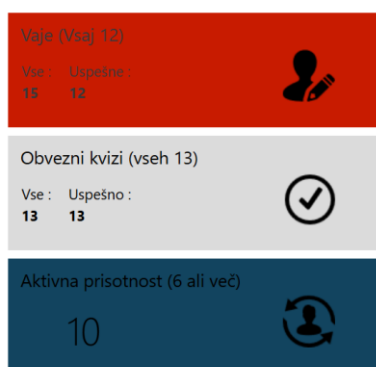 Vaje (Vsaj 12)
Vse : Uspešne :
15 12
Obvezni kvizi (vseh 13)
Vse : Uspešno :
13 13
Aktivna prisotnost (6 ali več)
10